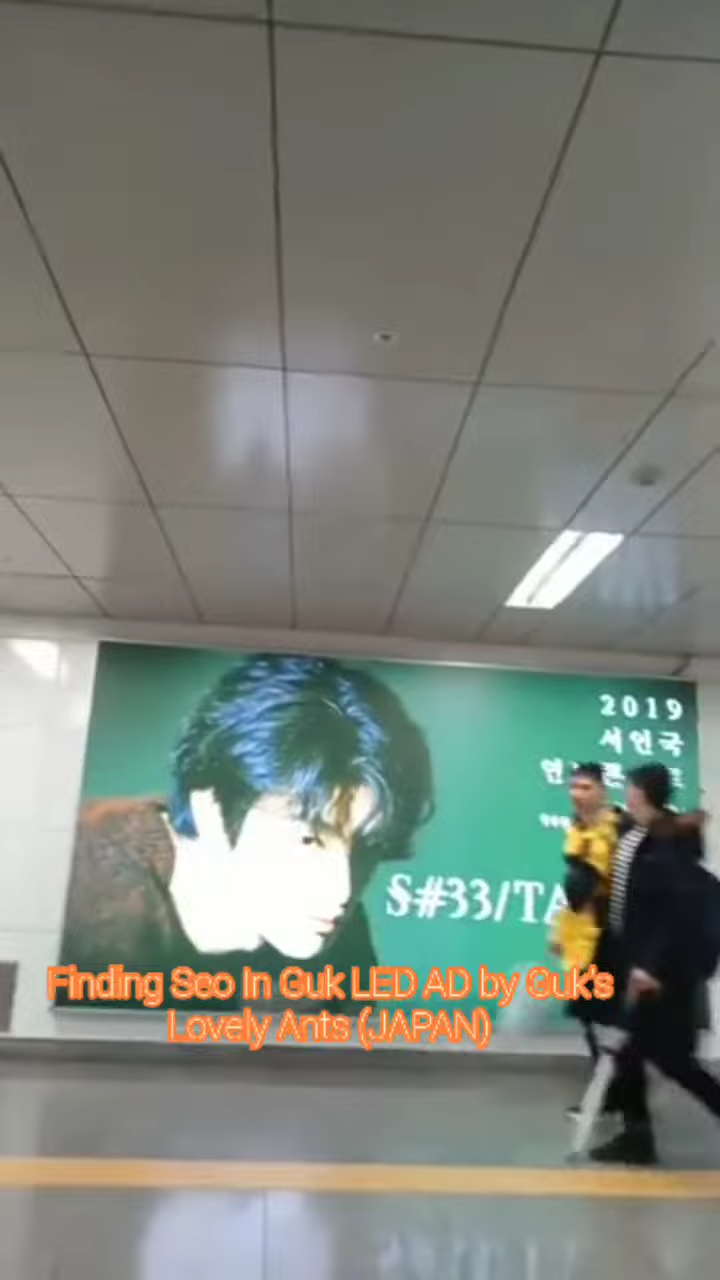 2019
서인국
S#33/TA
Finding Seo In Guk LED AD by Guk's
Lovely Ants (JAPAN)